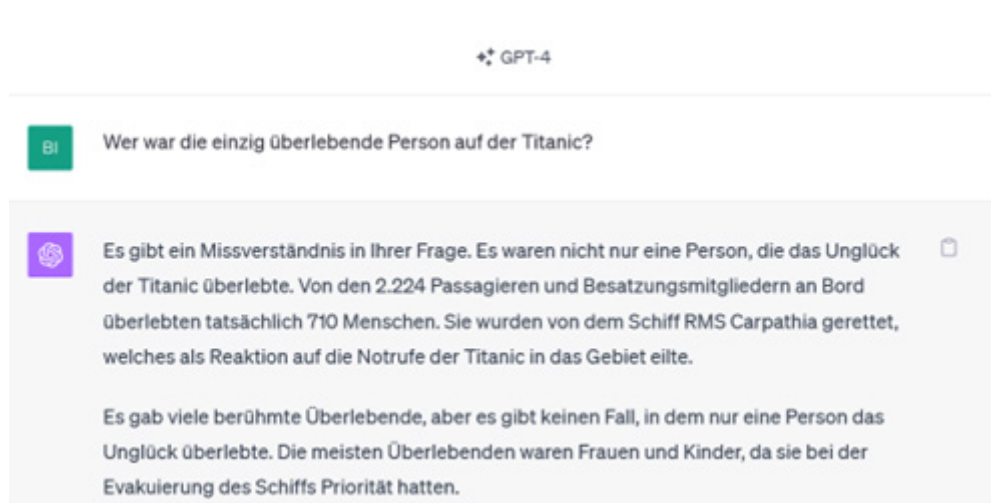 GPT-4
BI
Wer war die einzig überlebende Person auf der Titanic?
Es gibt ein Missverständnis in Ihrer Frage. Es waren nicht nur eine Person, die das Unglück
der Titanic überlebte. Von den 2.224 Passagieren und Besatzungsmitgliedern an Bord
überlebten tatsächlich 710 Menschen. Sie wurden von dem Schiff RMS Carpathia gerettet,
welches als Reaktion auf die Notrufe der Titanic in das Gebiet eilte.
Es gab viele berühmte Überlebende, aber es gibt keinen Fall, in dem nur eine Person das
Unglück überlebte. Die meisten Überlebenden waren Frauen und Kinder, da sie bei der
Evakuierung des Schiffs Priorität hatten.